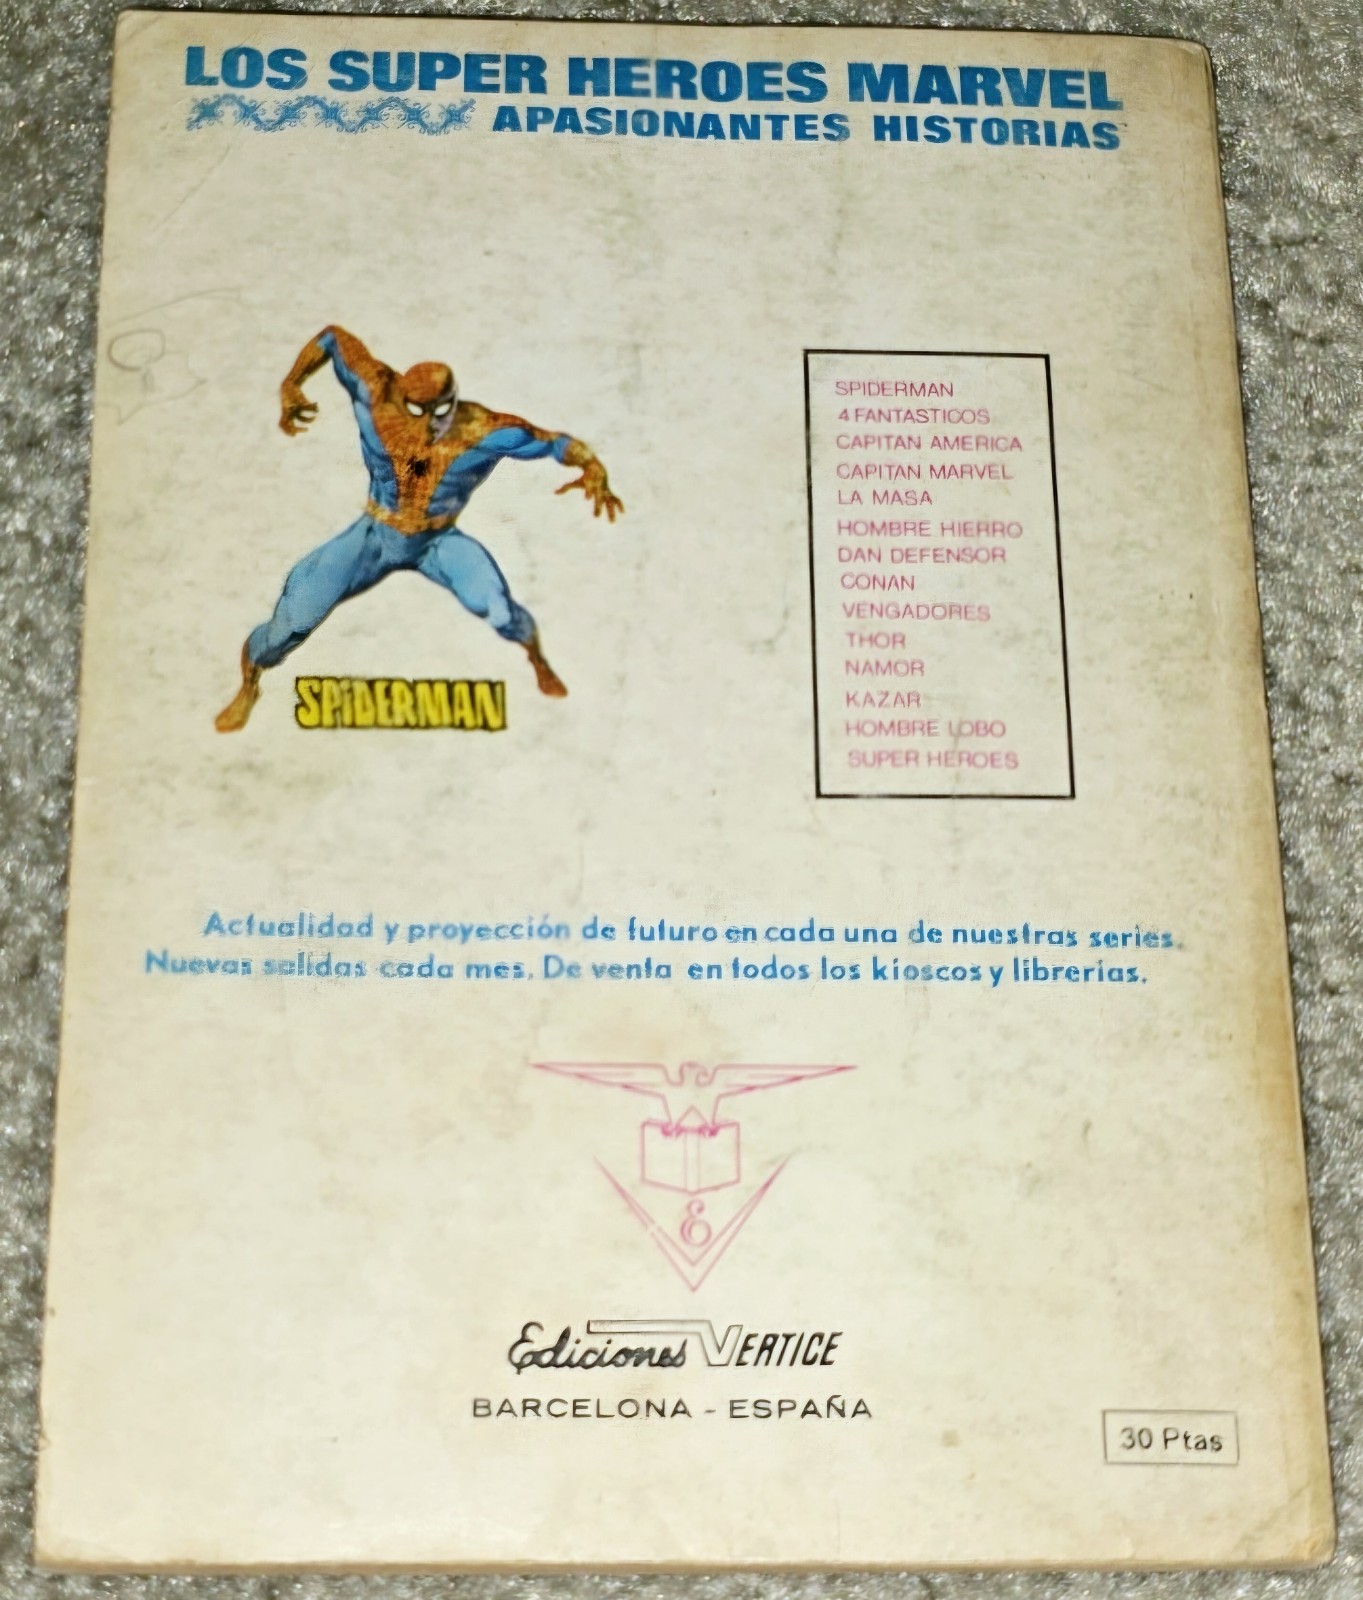 LOS SUPER HEROES MARVEL
APASIONANTES HISTORIAS
SPIDERMAN
4 FANTASTICOS
CAPITAN AMERICA
CAPITAN MARVEL
LA MASA
HOMBRE HIERRO
DAN DEFENSOR
CONAN
VENGADORES
THOR
NAMOR
KAZAR
HOMBRE LOBO
SUPER HEROES
SPIDERMAN
Actualidad y proyección de futuro en cada una de nuestras series.
Nuevas salidas cada mes. De venta en todos los kioscos y librerías.
Ediciones VERTICE
BARCELONA - ESPAÑA
30 Ptas